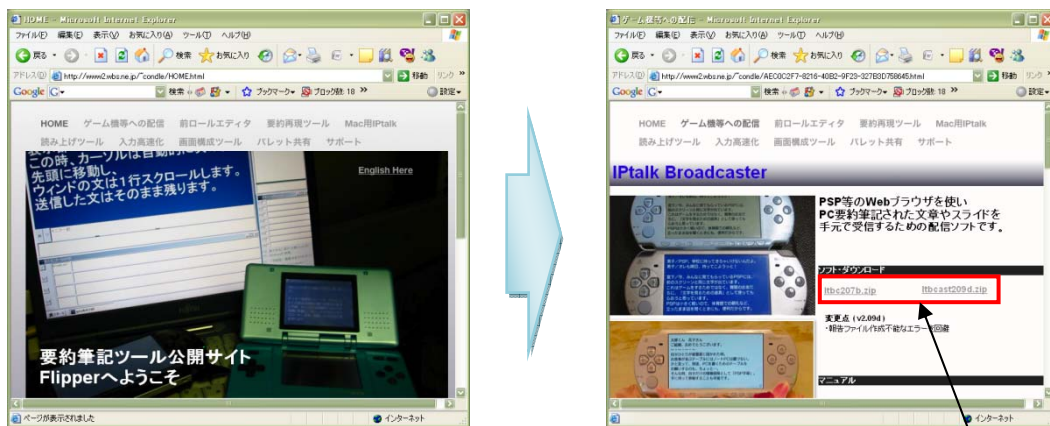 HOME - Microsoft Internet Explorer
ファイル(F) 編集(E) 表示(V) お気に入り(A) ツール(T) ヘルプ(H)
戻る 検索 お気に入り
アドレス(D) http://www2.wbs.ne.jp/~condle/HOME.html 移動 リンク »
Google G 検索 ブックマーク ブロック数: 18 » 設定
HOME ゲーム機等への配信 前ロールエディタ 要約再現ツール Mac用IPtalk
読み上げツール 入力高速化 画面構成ツール パレット共有 サポート
この時、カーソルは自動的に
先頭に移動し、
ウィンドの文は1行スクロールします。
送信した文はそのまま残ります。
English Here
要約筆記ツール公開サイト
Flipperへようこそ
ページが表示されました インターネット
ゲーム機等への配信 - Microsoft Internet Explorer
ファイル(F) 編集(E) 表示(V) お気に入り(A) ツール(T) ヘルプ(H)
戻る 検索 お気に入り
アドレス(D) http://www2.wbs.ne.jp/~condle/AEC0C2F7-8216-40B2-9F23-327B0D758645.html 移動 リンク »
Google G 検索 ブックマーク ブロック数: 18 » 設定
HOME ゲーム機等への配信 前ロールエディタ 要約再現ツール Mac用IPtalk
読み上げツール 入力高速化 画面構成ツール パレット共有 サポート
IPtalk Broadcaster
PSP等のWebブラウザを使い
PC要約筆記された文章やスライドを
手元で受信するための配信ソフトです。
ソフト・ダウンロード
Itbc207b.zip Itbcast209d.zip
変更点 (v2.09d)
・報告ファイル作成不能なエラーを回避
マニュアル
インターネット